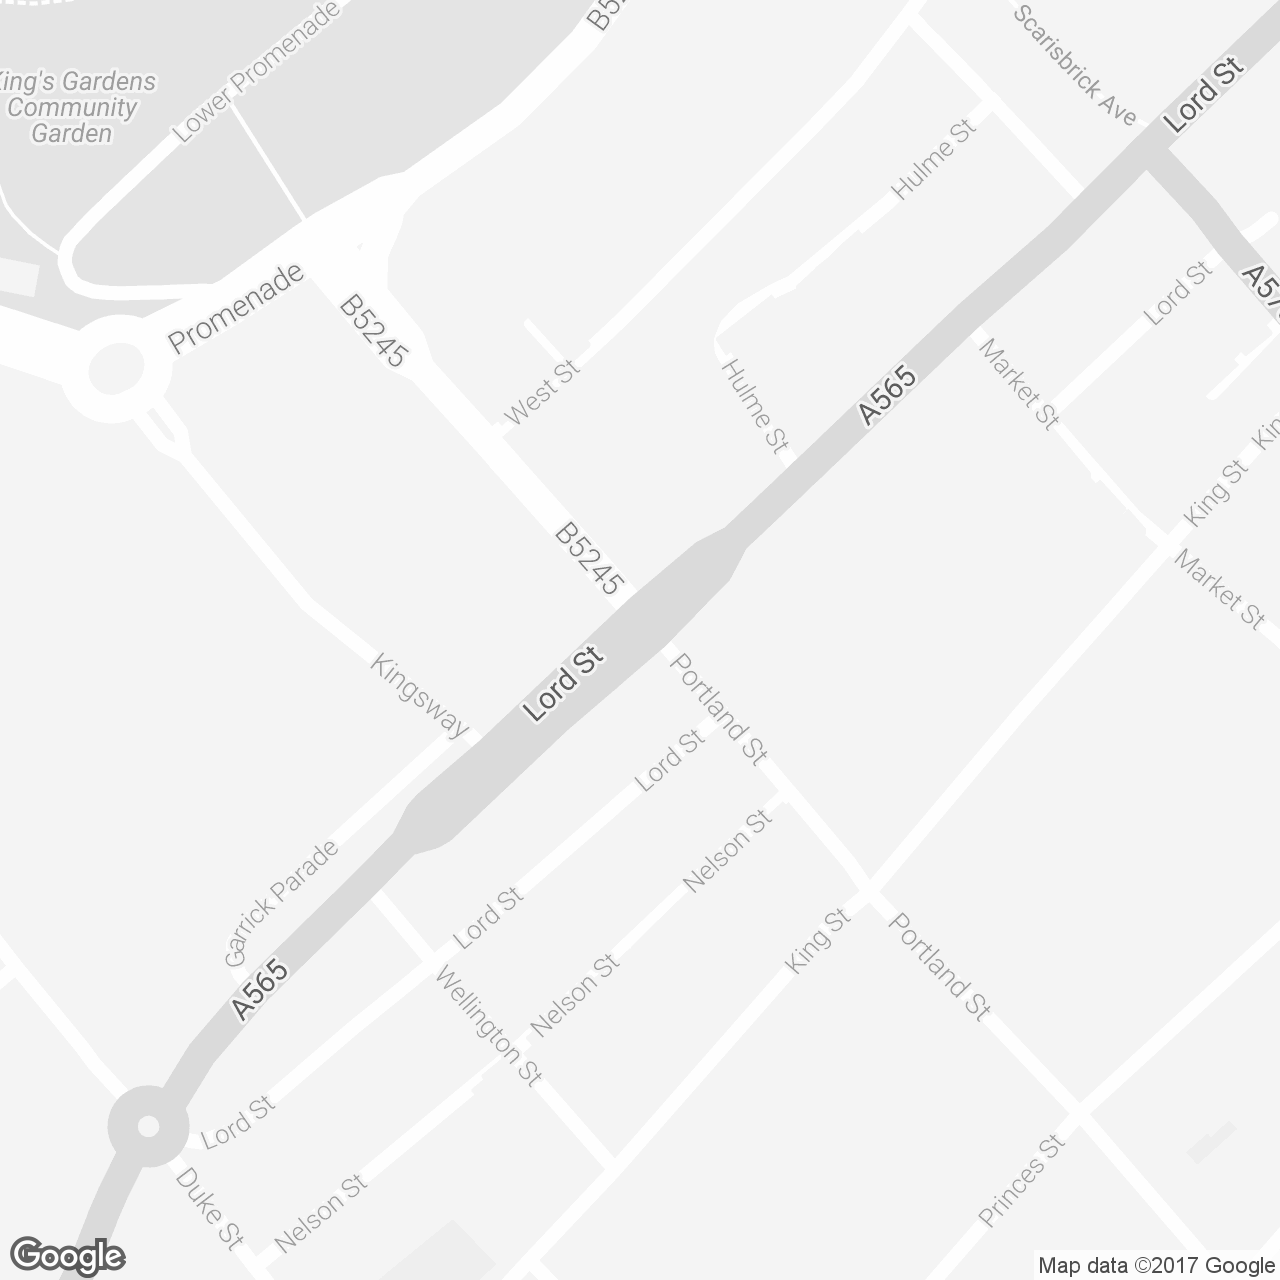 B5
Scarisbrick Ave
Lord St
King's Gardens
Community
Garden
Lower Promenade
Hulme St
Promenade
B5245
Lord St
A570
West St
Hulme St
A565
Market St
King St
B5245
Market St
Kingsway
Lord St
Portland St
Lord St
Nelson St
Garrick Parade
Lord St
King St
Portland St
A565
Nelson St
Wellington St
Lord St
Princes St
Duke St
Nelson St
Google
Map data ©2017 Google